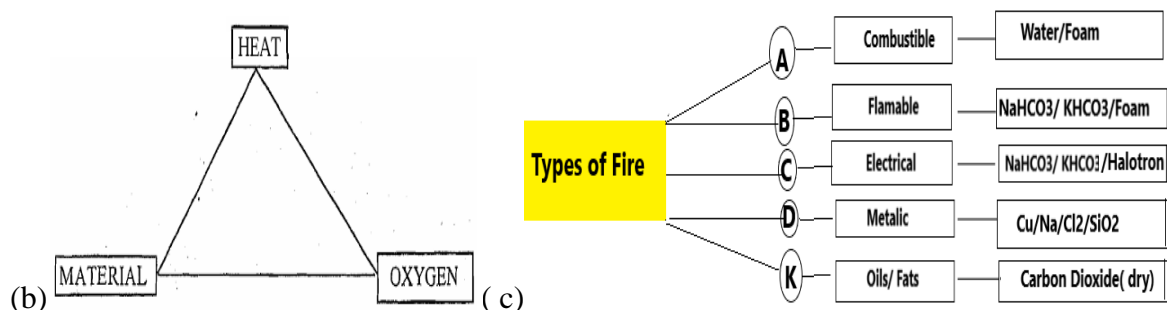 HEAT
MATERIAL
OXYGEN
(b)
( c)
Types of Fire
A
Combustible
Water/Foam
B
Flamable
NaHCO3/ KHCO3/Foam
C
Electrical
NaHCO3/ KHCO3/Halotron
D
Metalic
Cu/Na/Cl2/SiO2
K
Oils/ Fats
Carbon Dioxide( dry)